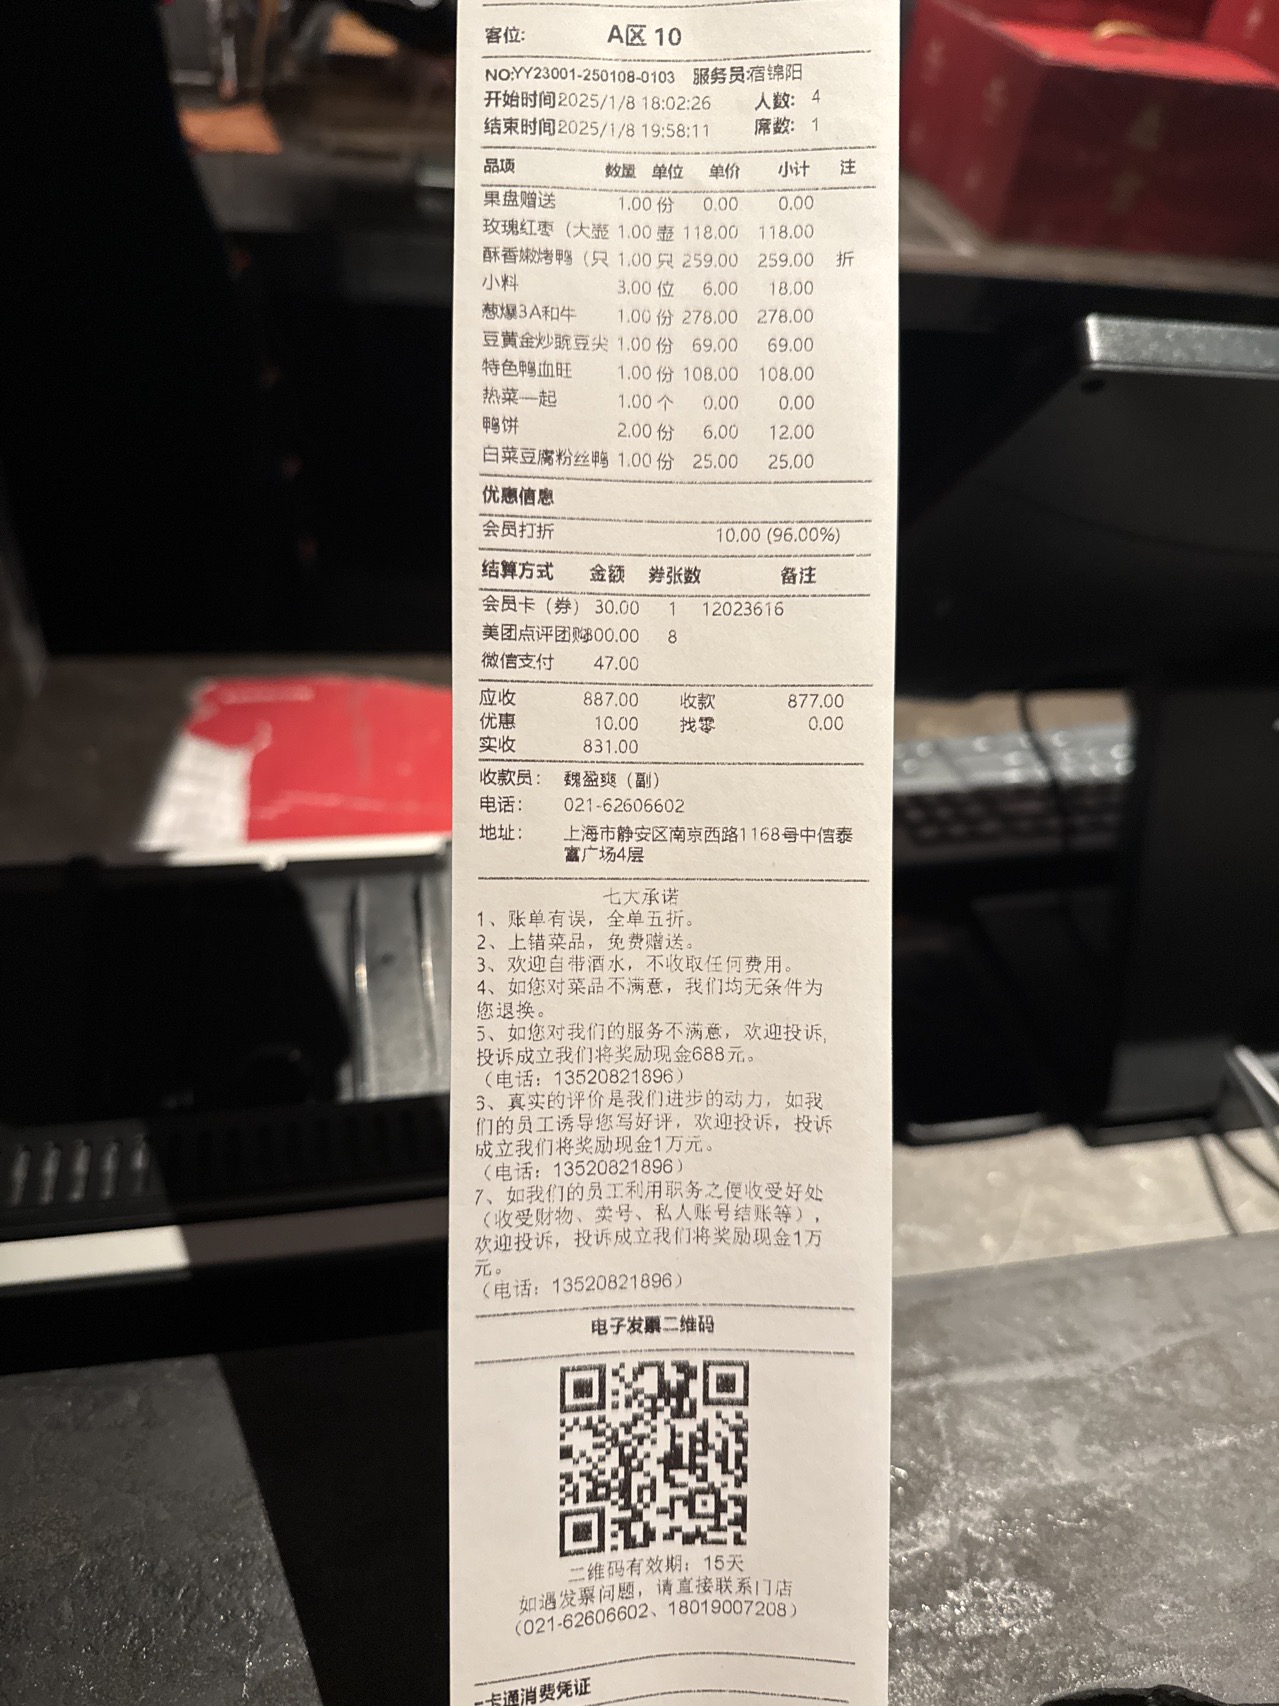 客位: A区 10
NO:YY23001-250108-0103 服务员:宿锦阳
开始时间2025/1/8 18:02:26 人数: 4
结束时间2025/1/8 19:58:11 席数: 1
品项 数量 单位 单价 小计 注
果盘赠送 1.00 份 0.00 0.00
玫瑰红枣（大壶 1.00 壶 118.00 118.00
酥香嫩烤鸭（只 1.00 只 259.00 259.00 折
小料 3.00 位 6.00 18.00
葱爆3A和牛 1.00 份 278.00 278.00
豆黄金炒豌豆尖 1.00 份 69.00 69.00
特色鸭血旺 1.00 份 108.00 108.00
热菜一起 1.00 个 0.00 0.00
鸭饼 2.00 份 6.00 12.00
白菜豆腐粉丝鸭 1.00 份 25.00 25.00
优惠信息
会员打折 10.00 (96.00%)
结算方式 金额 券张数 备注
会员卡（券） 30.00 1 12023616
美团点评团购800.00 8
微信支付 47.00
应收 887.00 收款 877.00
优惠 10.00 找零 0.00
实收 831.00
收款员: 魏盈爽（副）
电话: 021-62606602
地址: 上海市静安区南京西路1168号中信泰
富广场4层
七大承诺
1、账单有误，全单五折。
2、上错菜品，免费赠送。
3、欢迎自带酒水，不收取任何费用。
4、如您对菜品不满意，我们均无条件为
您退换。
5、如您对我们的服务不满意，欢迎投诉,
投诉成立我们将奖励现金688元。
（电话：13520821896）
3、真实的评价是我们进步的动力，如我
们的员工诱导您写好评，欢迎投诉，投诉
成立我们将奖励现金1万元。
（电话：13520821896）
7、如我们的员工利用职务之便收受好处
（收受财物、卖号、私人账号结账等），
欢迎投诉，投诉成立我们将奖励现金1万
元。
（电话：13520821896）
电子发票二维码
二维码有效期：15天
如遇发票问题，请直接联系门店
（021-62606602、18019007208）
一卡通消费凭证